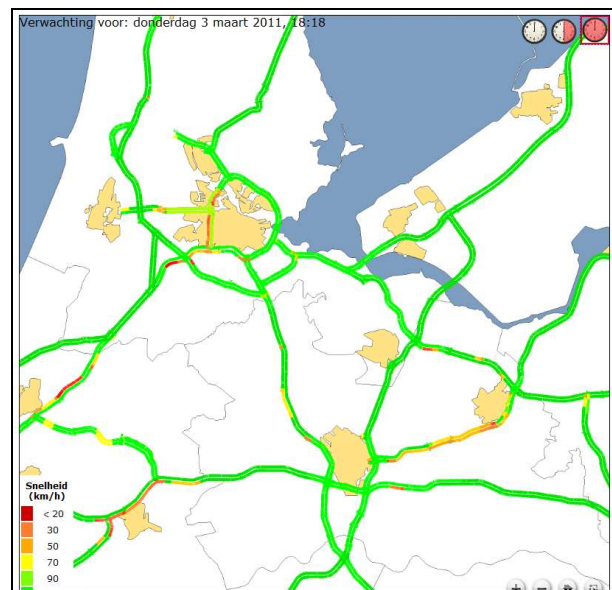 Verwachting voor: donderdag 3 maart 2011, 18:18
Snelheid
(km/h)
< 20
30
50
70
90